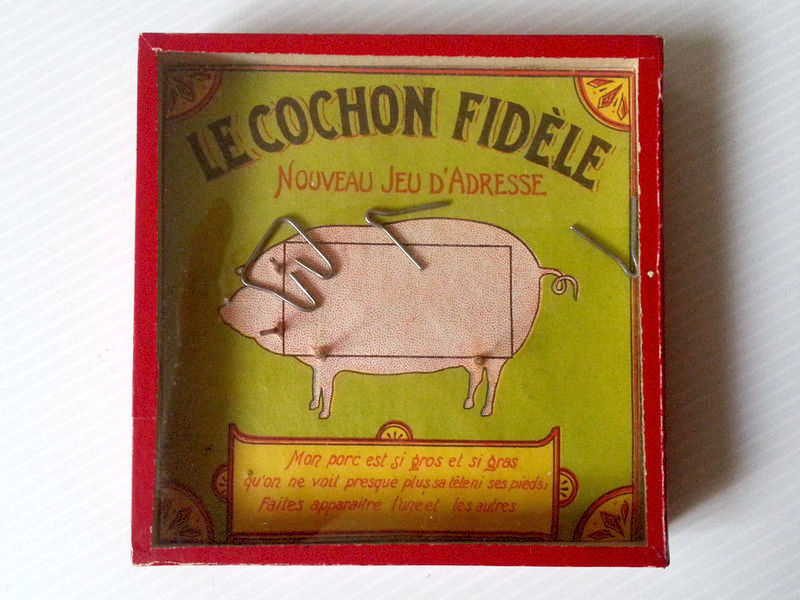 LE COCHON FIDÈLE
NOUVEAU JEU D'ADRESSE
Mon porc est si gros et si gras
qu'on ne voit presque plus sa tête ni ses pieds;
Faites apparaître l'une et les autres